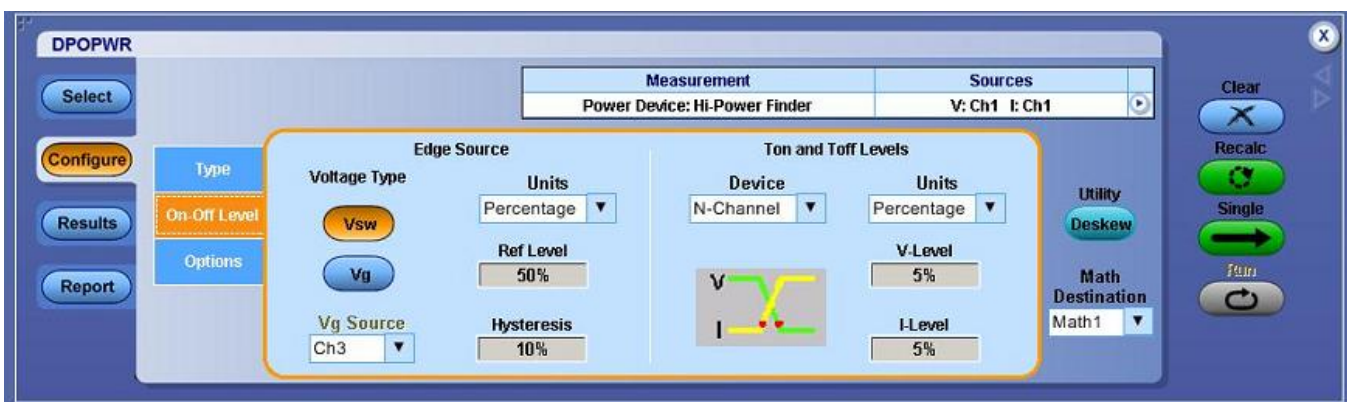 DPOPWR
Select
Configure
Results
Report
Measurement Sources
Power Device: Hi-Power Finder V: Ch1 I: Ch1
Type
On-Off Level
Options
Edge Source
Voltage Type
Vsw
Vg
Vg Source
Ch3
Units
Percentage
Ref Level
50%
Hysteresis
10%
Ton and Toff Levels
Device
N-Channel
V
I
Units
Percentage
V-Level
5%
I-Level
5%
Utility
Deskew
Math
Destination
Math1
X
Clear
Recalc
Single
Run